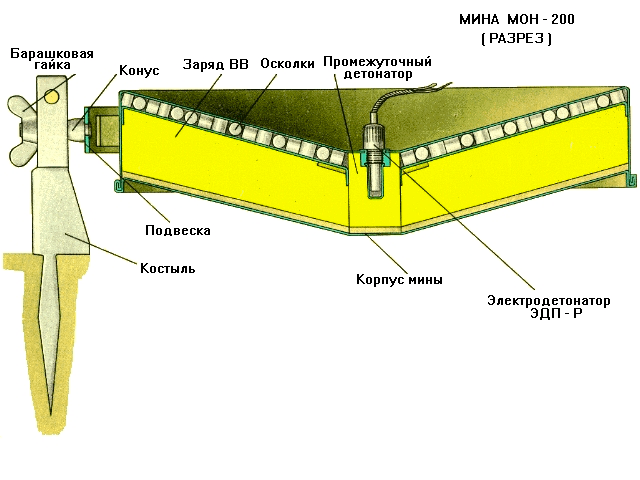 МИНА МОН - 200
( РАЗРЕЗ )
Барашковая
гайка
Конус
Заряд ВВ
Осколки
Промежуточный
детонатор
Подвеска
Костыль
Корпус мины
Электродетонатор
ЭДП - Р